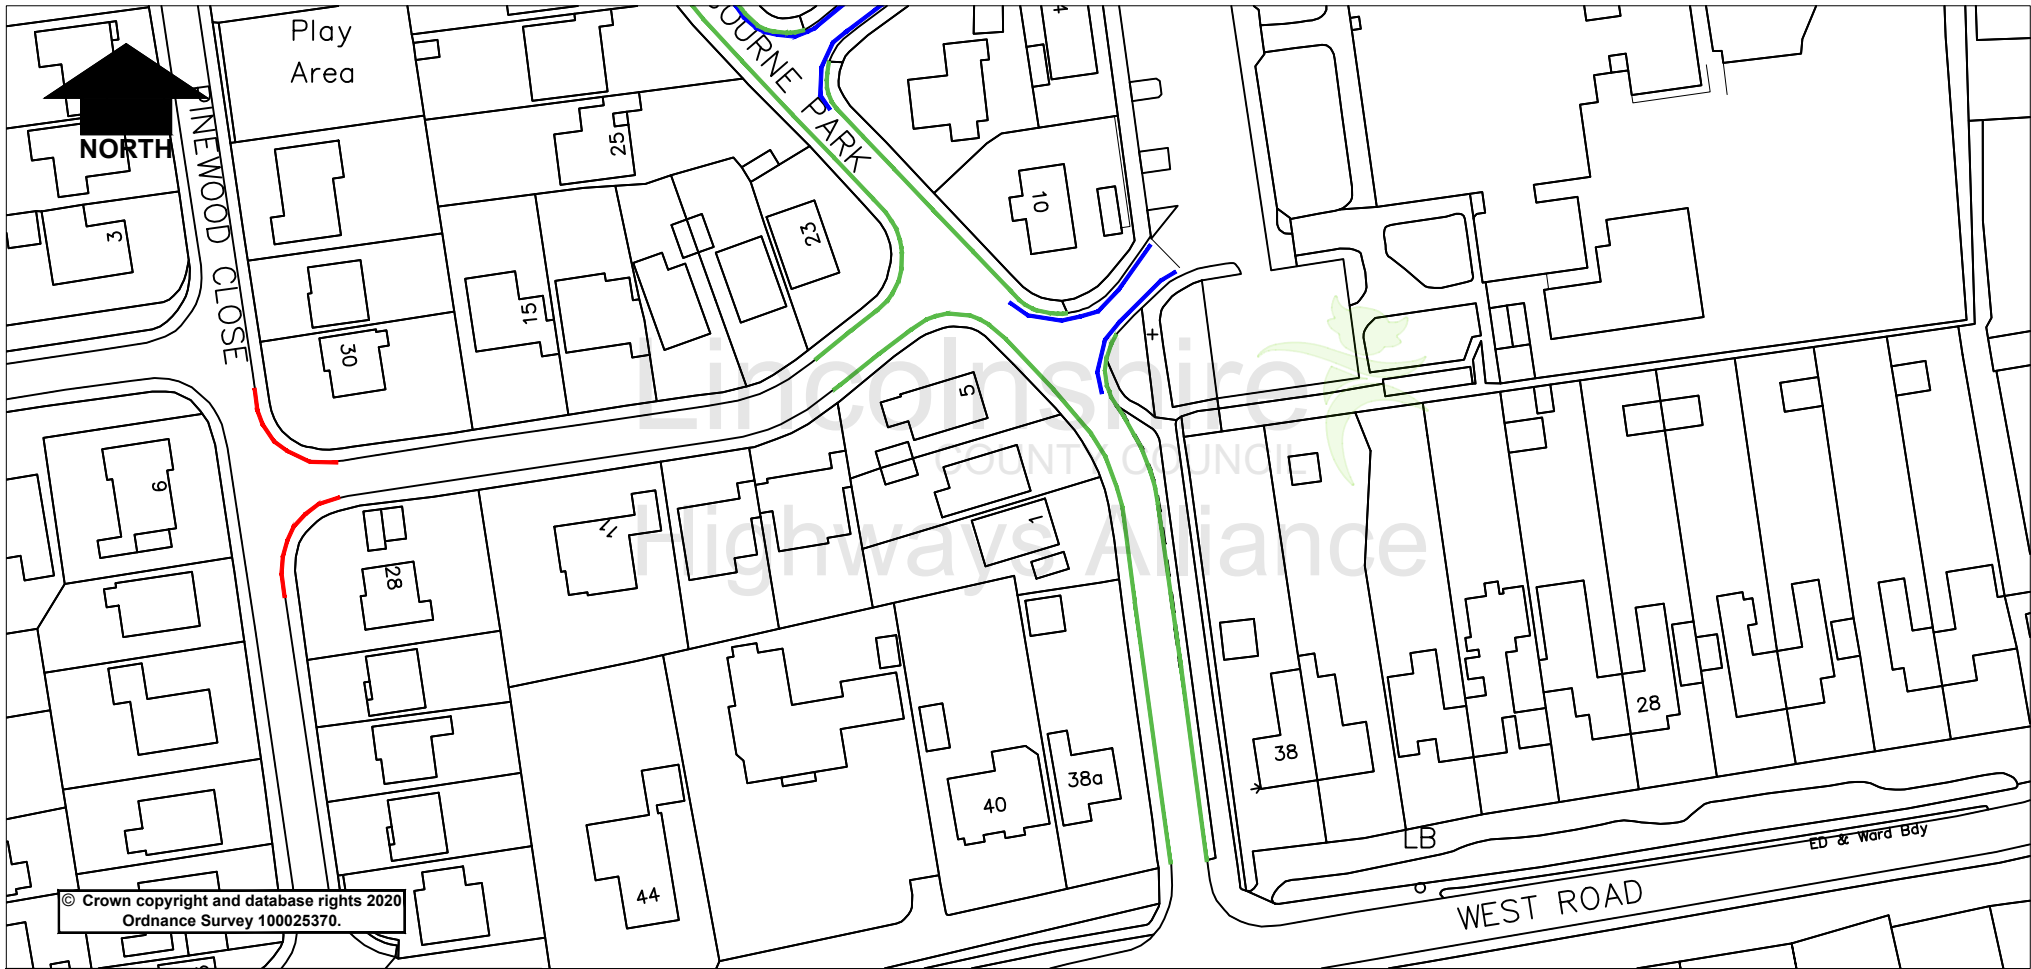 Play
Area
NORTH
INEWOOD CLOSE
OURNE PARK
4
25
10
3
23
15
30
5
9
11
1
28
38
28
40
38a
44
LB
ED & Ward Bdy
WEST ROAD
Lincolnshire
COUNTY COUNCIL
Highways Alliance
© Crown copyright and database rights 2020
Ordnance Survey 100025370.